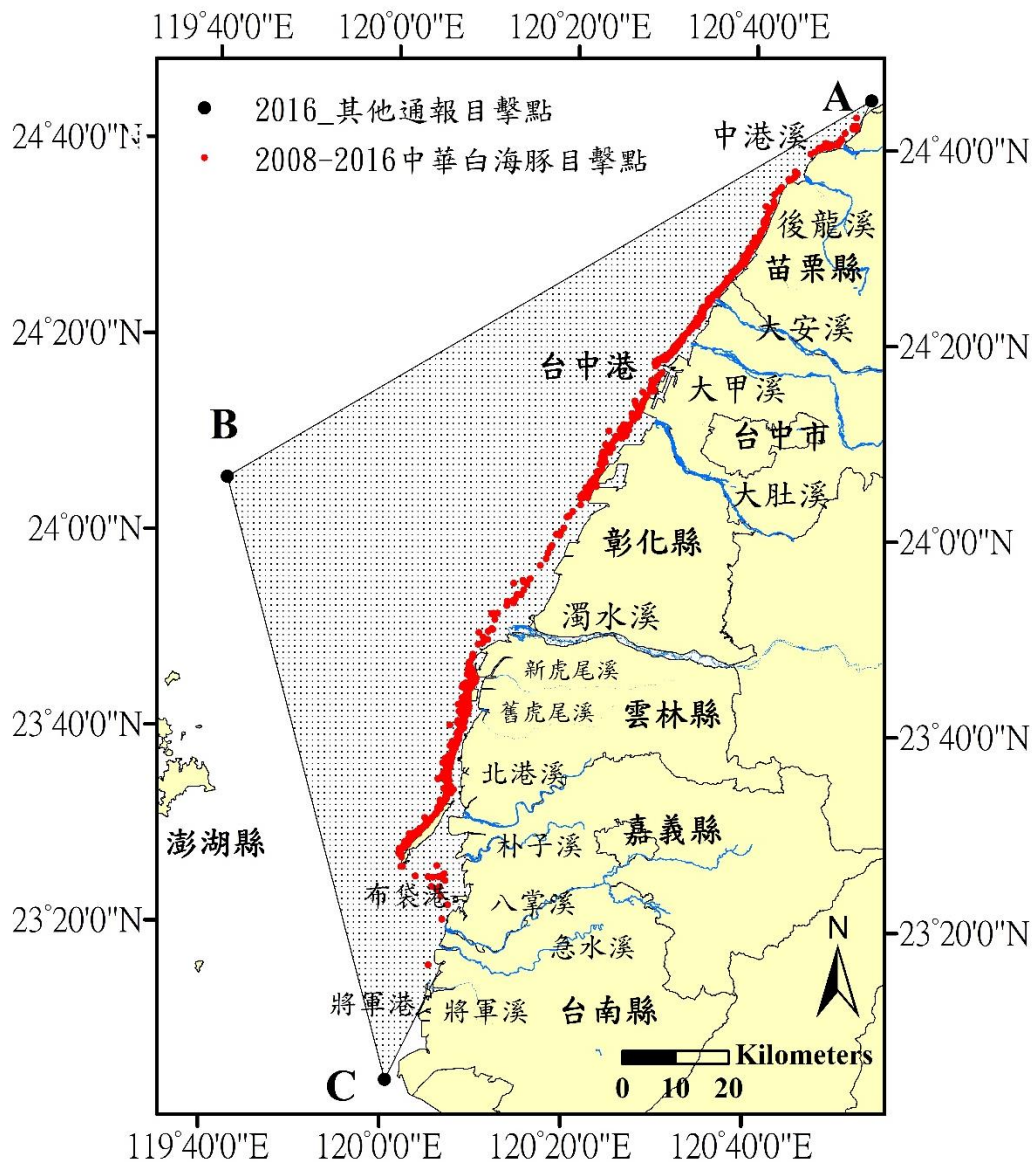 119°40'0"E 120°0'0"E 120°20'0"E 120°40'0"E
A
2016_其他通報目擊點
24°40'0"N
中港溪
24°40'0"N
2008-2016中華白海豚目擊點
後龍溪
苗栗縣
大安溪
24°20'0"N
24°20'0"N
台中港
大甲溪
B
台中市
大肚溪
24°0'0"N
24°0'0"N
彰化縣
濁水溪
新虎尾溪
舊虎尾溪
雲林縣
23°40'0"N
23°40'0"N
北港溪
嘉義縣
澎湖縣
朴子溪
布袋港
八掌溪
23°20'0"N
23°20'0"N
急水溪
N
將軍港
將軍溪
台南縣
Kilometers
C
0 10 20
119°40'0"E 120°0'0"E 120°20'0"E 120°40'0"E